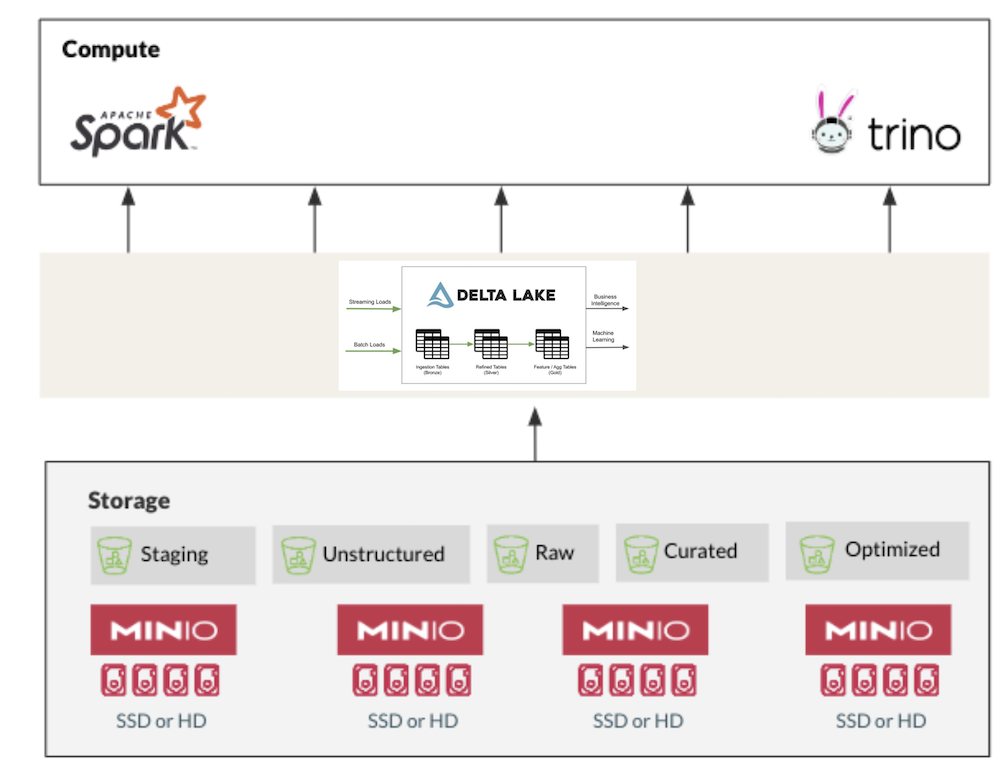 Compute
APACHE
Spark
trino
Streaming Loads
Batch Loads
DELTA LAKE
Ingestion Tables
(Bronze)
Refined Tables
(Silver)
Feature / Agg Tables
(Gold)
Business
Intelligence
Machine
Learning
Storage
Staging
Unstructured
Raw
Curated
Optimized
MINIO
MINIO
MINIO
MINIO
SSD or HD
SSD or HD
SSD or HD
SSD or HD